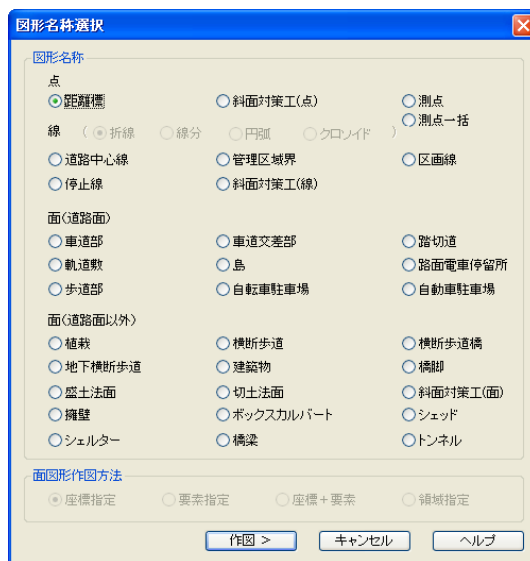 図形名称選択
図形名称
点
距離標 斜面対策工(点) 測点
測点一括
線 ( 折線 線分 円弧 クロソイド )
道路中心線 管理区域界 区画線
停止線 斜面対策工(線)
面(道路面)
車道部 車道交差部 踏切道
軌道敷 島 路面電車停留所
歩道部 自転車駐車場 自動車駐車場
面(道路面以外)
植栽 横断歩道 横断歩道橋
地下横断歩道 建築物 橋脚
盛土法面 切土法面 斜面対策工(面)
擁壁 ボックスカルバート シェッド
シェルター 橋梁 トンネル
面図形作図方法
座標指定 要素指定 座標+要素 領域指定
作図 > キャンセル ヘルプ